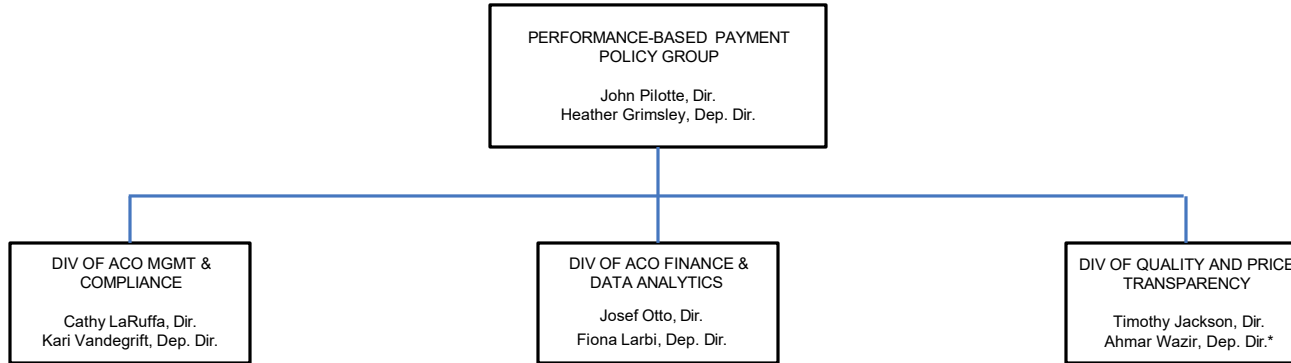 PERFORMANCE-BASED PAYMENT
POLICY GROUP
John Pilotte, Dir.
Heather Grimsley, Dep. Dir.
DIV OF ACO MGMT &
COMPLIANCE
Cathy LaRuffa, Dir.
Kari Vandegrift, Dep. Dir.
DIV OF ACO FINANCE &
DATA ANALYTICS
Josef Otto, Dir.
Fiona Larbi, Dep. Dir.
DIV OF QUALITY AND PRICE
TRANSPARENCY
Timothy Jackson, Dir.
Ahmar Wazir, Dep. Dir.*